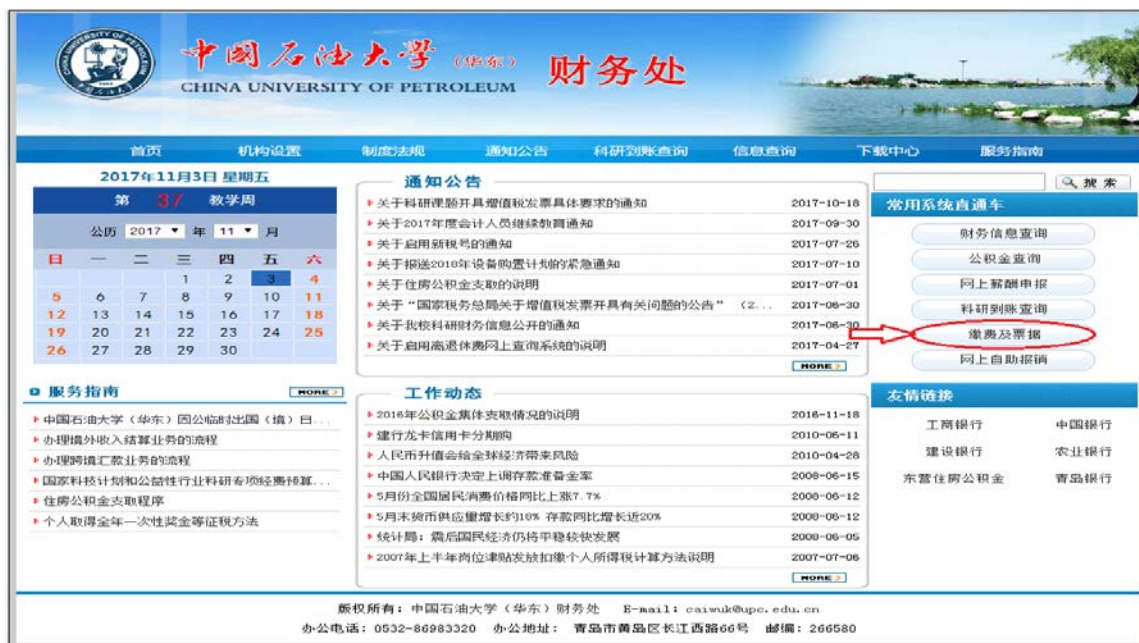 中国石油大学（华东） 财务处
CHINA UNIVERSITY OF PETROLEUM
首页 机构设置 制度法规 通知公告 科研到账查询 信息查询 下载中心 服务指南
2017年11月3日 星期五
第 37 教学周
公历 2017 年 11 月
日 一 二 三 四 五 六
1 2 3 4
5 6 7 8 9 10 11
12 13 14 15 16 17 18
19 20 21 22 23 24 25
26 27 28 29 30
通知公告
关于科研课题开具增值税发票具体要求的通知 2017-10-18
关于2017年度会计人员继续教育通知 2017-09-30
关于启用新税号的通知 2017-07-26
关于报送2018年设备购置计划的紧急通知 2017-07-10
关于住房公积金支取的说明 2017-07-01
关于“国家税务总局关于增值税发票开具有关问题的公告”（2... 2017-06-30
关于我校科研财务信息公开的通知 2017-06-30
关于启用离退休费网上查询系统的说明 2017-04-27
MORE
搜索
常用系统直通车
财务信息查询
公积金查询
网上薪酬申报
科研到账查询
缴费及票据
网上自助报销
服务指南 MORE
中国石油大学（华东）因公临时出国（境）日...
办理境外收入结算业务的流程
办理跨境汇款业务的流程
国家科技计划和公益性行业科研专项经费预算...
住房公积金支取程序
个人取得全年一次性奖金等征税方法
工作动态
2016年公积金集体支取情况的说明 2016-11-18
建行龙卡信用卡分期购 2010-06-11
人民币升值会给全球经济带来风险 2010-04-28
中国人民银行决定上调存款准备金率 2008-06-15
5月份全国居民消费价格同比上涨7.7% 2008-06-12
5月末货币供应量增长约18% 存款同比增长近20% 2008-06-12
统计局：震后国民经济仍将平稳较快发展 2008-06-05
2007年上半年岗位津贴发放扣缴个人所得税计算方法说明 2007-07-06
MORE
友情链接
工商银行 中国银行
建设银行 农业银行
东营住房公积金 青岛银行
版权所有：中国石油大学（华东）财务处 E-mail：caiwuk@upc.edu.cn
办公电话：0532-86983320 办公地址： 青岛市黄岛区长江西路66号 邮编：266580